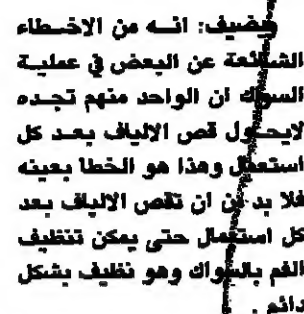 ويضيف: انه من الاخطاء
الشائعة عن البعض في عملية
السواك ان الواحد منهم تجده
لايحاول قص الالياف بعد كل
استعمال وهذا هو الخطا بعينه
فلا بد من ان تقص الالياف بعد
كل استعمال حتى يمكن تنظيف
الفم بالسواك وهو نظيف بشكل
دائم .